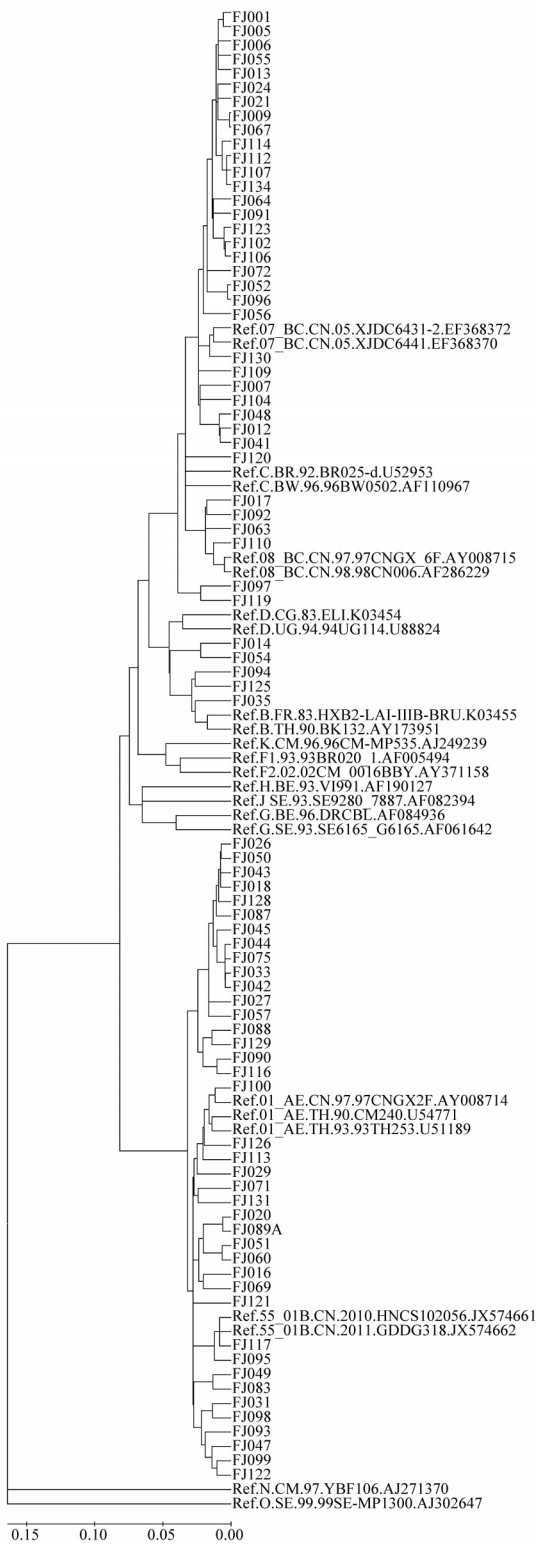 FJ001
FJ005
FJ006
FJ055
FJ013
FJ024
FJ021
FJ009
FJ067
FJ114
FJ112
FJ107
FJ134
FJ064
FJ091
FJ123
FJ102
FJ106
FJ072
FJ052
FJ096
FJ056
Ref.07_BC.CN.05.XJDC6431-2.EF368372
Ref.07_BC.CN.05.XJDC6441.EF368370
FJ130
FJ109
FJ007
FJ104
FJ048
FJ012
FJ041
FJ120
Ref.C.BR.92.BR025-d.U52953
Ref.C.BW.96.96BW0502.AF110967
FJ017
FJ092
FJ063
FJ110
Ref.08_BC.CN.97.97CNGX_6F.AY008715
Ref.08_BC.CN.98.98CN006.AF286229
FJ097
FJ119
Ref.D.CG.83.ELI.K03454
Ref.D.UG.94.94UG114.U88824
FJ014
FJ054
FJ094
FJ125
FJ035
Ref.B.FR.83.HXB2-LAI-IIIB-BRU.K03455
Ref.B.TH.90.BK132.AY173951
Ref.K.CM.96.96CM-MP535.AJ249239
Ref.F1.93.93BR020_1.AF005494
Ref.F2.02.02CM_0016BBY.AY371158
Ref.H.BE.93.VI991.AF190127
Ref.J SE.93.SE9280_7887.AF082394
Ref.G.BE.96.DRCBL.AF084936
Ref.G.SE.93.SE6165_G6165.AF061642
FJ026
FJ050
FJ043
FJ018
FJ128
FJ087
FJ045
FJ044
FJ075
FJ033
FJ042
FJ027
FJ057
FJ088
FJ129
FJ090
FJ116
FJ100
Ref.01_AE.CN.97.97CNGX2F.AY008714
Ref.01_AE.TH.90.CM240.U54771
Ref.01_AE.TH.93.93TH253.U51189
FJ126
FJ113
FJ029
FJ071
FJ131
FJ020
FJ089A
FJ051
FJ060
FJ016
FJ069
FJ121
Ref.55_01B.CN.2010.HNCS102056.JX574661
Ref.55_01B.CN.2011.GDDG318.JX574662
FJ117
FJ095
FJ049
FJ083
FJ031
FJ098
FJ093
FJ047
FJ099
FJ122
Ref.N.CM.97.YBF106.AJ271370
Ref.O.SE.99.99SE-MP1300.AJ302647
0.15 0.10 0.05 0.00